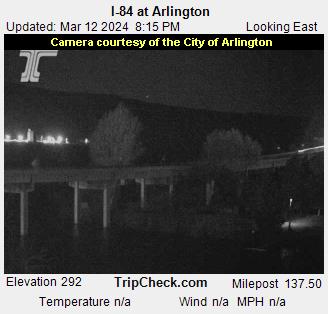 I-84 at Arlington
Updated: Mar 12 2024 8:15 PM Looking East
Camera courtesy of the City of Arlington
Elevation 292 TripCheck.com Milepost 137.50
Temperature n/a Wind n/a MPH n/a